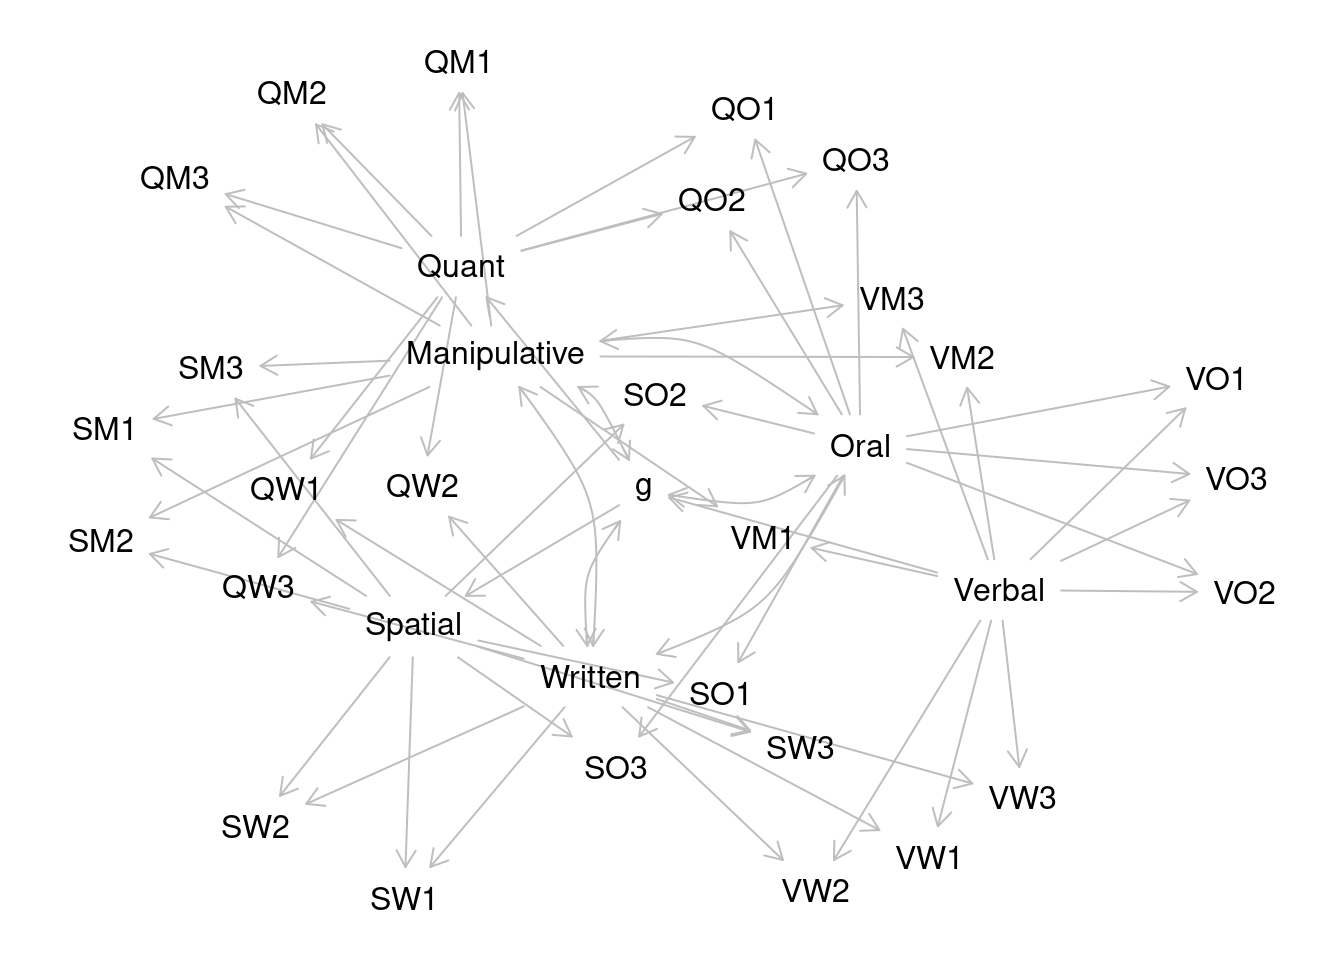 QM1
QM2
QO1
QO3
QM3
QO2
Quant
VM3
Manipulative
VM2
SM3
VO1
SO2
SM1
Oral
VO3
QW1
QW2
g
SM2
VM1
QW3
Verbal
VO2
Spatial
Written
SO1
SW3
SO3
VW3
SW2
VW1
VW2
SW1